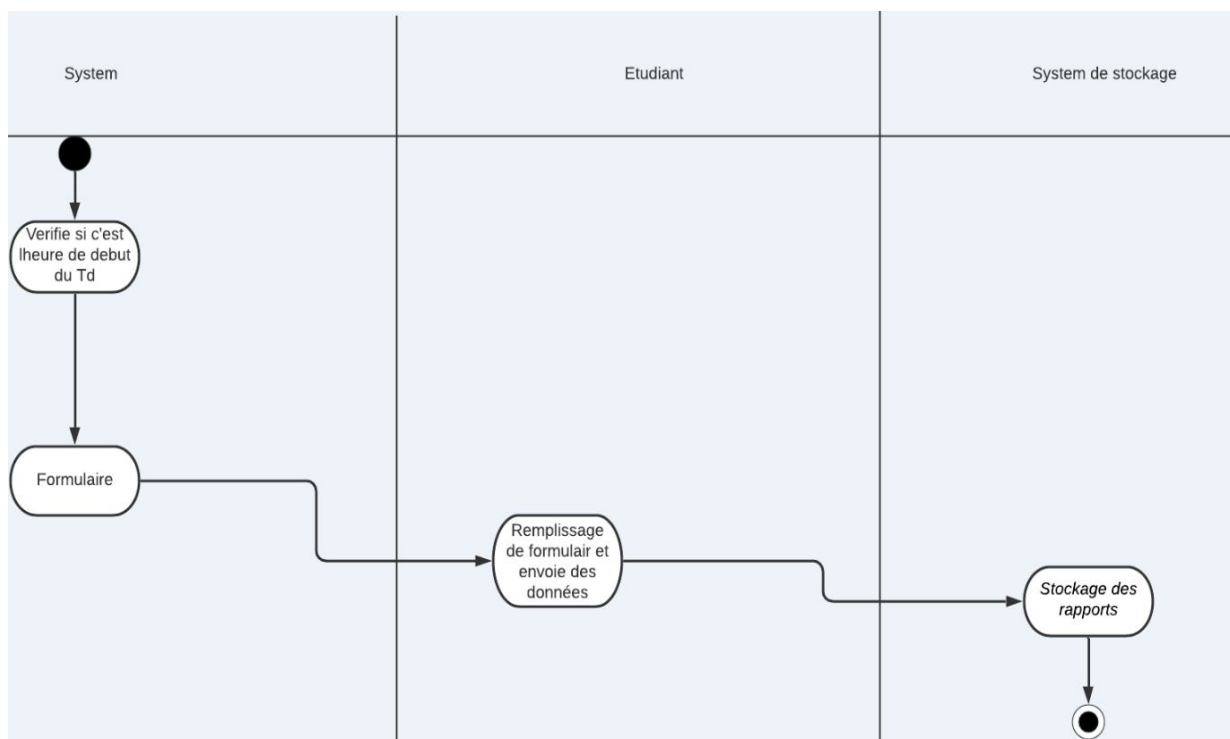 System
Etudiant
System de stockage
Verifie si c'est
lheure de debut
du Td
Formulaire
Remplissage
de formulair et
envoie des
données
Stockage des
rapports